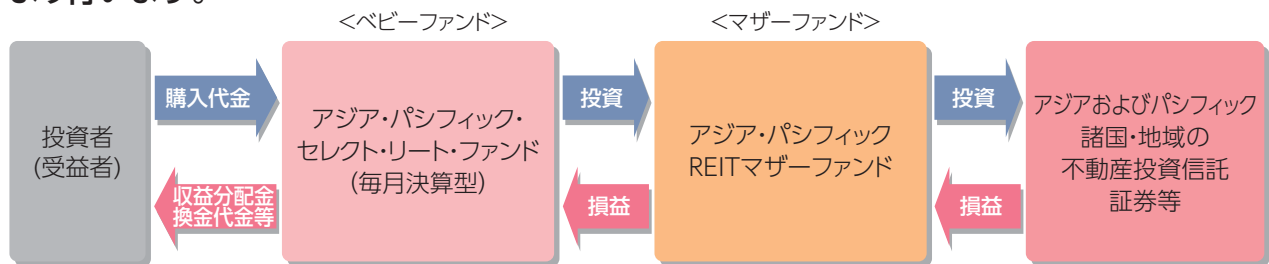 ＜ベビーファンド＞
＜マザーファンド＞
投資者
(受益者)
購入代金
収益分配金
換金代金等
アジア・パシフィック・
セレクト・リート・ファンド
(毎月決算型)
投資
損益
アジア・パシフィック
REITマザーファンド
投資
損益
アジアおよびパシフィック
諸国・地域の
不動産投資信託
証券等